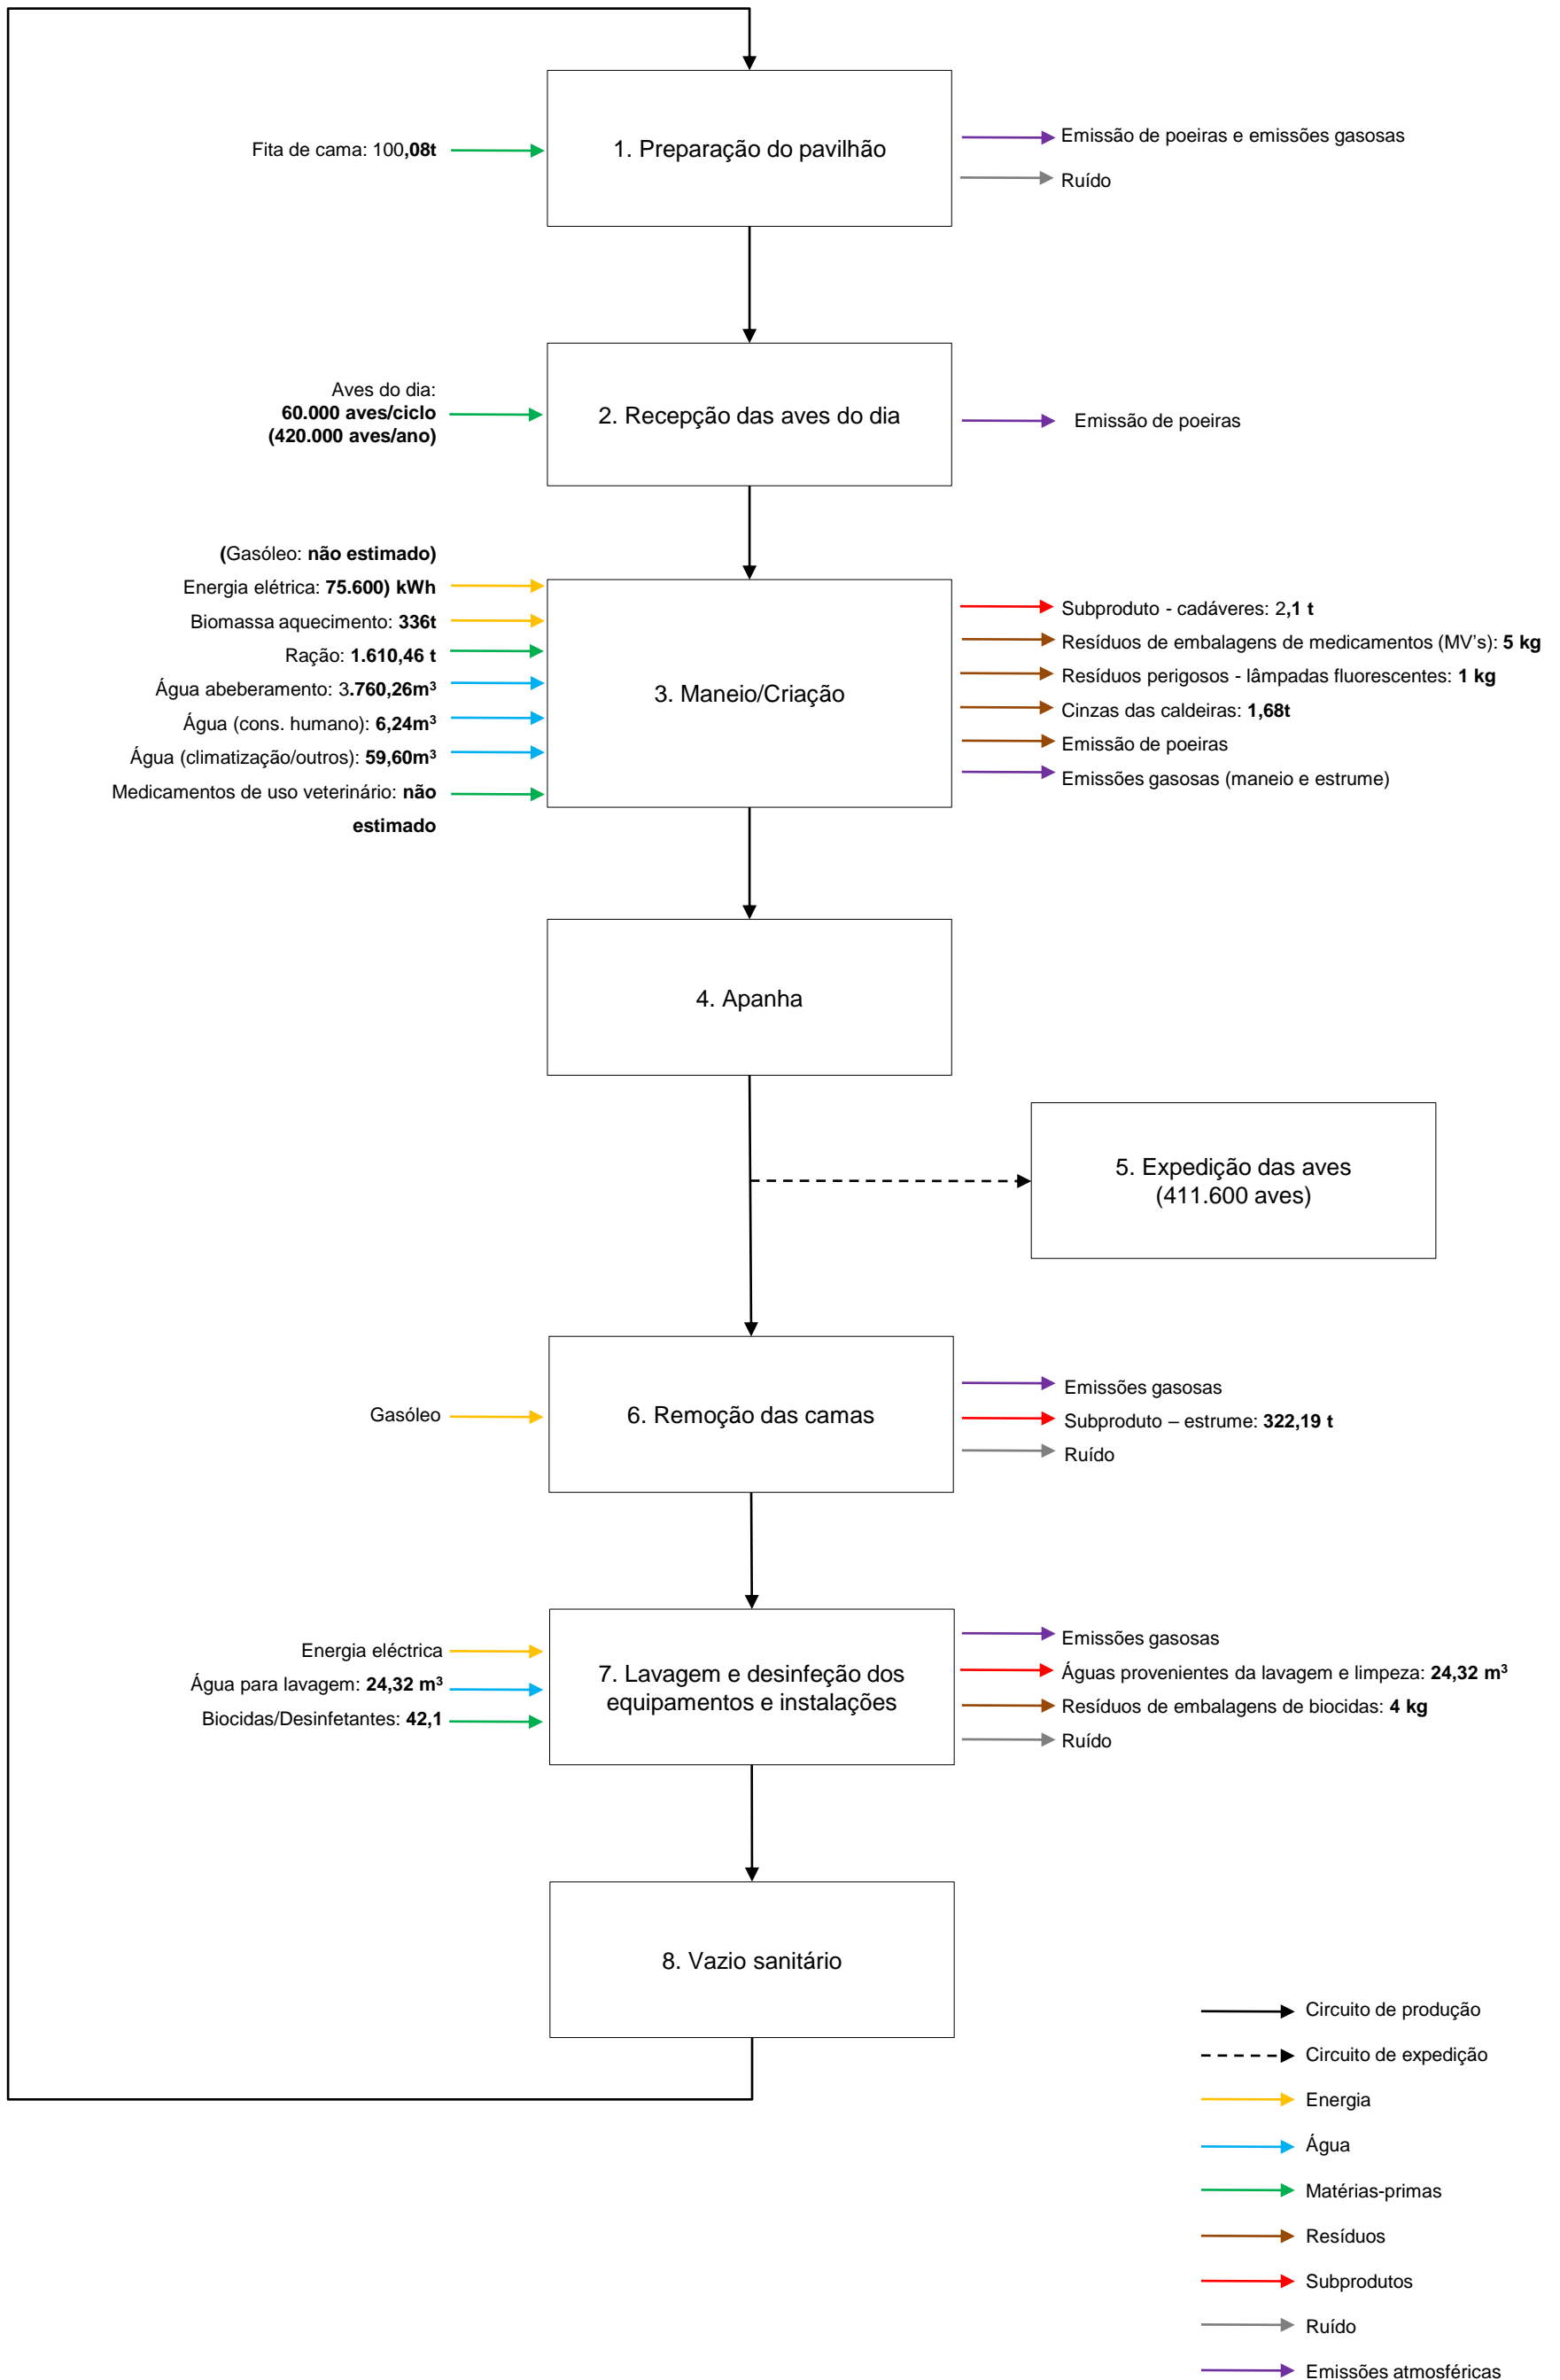 Fita de cama: 100,08t
1. Preparação do pavilhão
Emissão de poeiras e emissões gasosas
Ruído
Aves do dia:
60.000 aves/ciclo
(420.000 aves/ano)
2. Recepção das aves do dia
Emissão de poeiras
(Gasóleo: não estimado)
Energia elétrica: 75.600) kWh
Biomassa aquecimento: 336t
Ração: 1.610,46 t
Água abeberamento: 3.760,26m³
Água (cons. humano): 6,24m³
Água (climatização/outros): 59,60m³
Medicamentos de uso veterinário: não
estimado
3. Maneio/Criação
Subproduto - cadáveres: 2,1 t
Resíduos de embalagens de medicamentos (MV's): 5 kg
Resíduos perigosos - lâmpadas fluorescentes: 1 kg
Cinzas das caldeiras: 1,68t
Emissão de poeiras
Emissões gasosas (maneio e estrume)
4. Apanha
5. Expedição das aves
(411.600 aves)
Gasóleo
6. Remoção das camas
Emissões gasosas
Subproduto – estrume: 322,19 t
Ruído
Energia eléctrica
Água para lavagem: 24,32 m³
Biocidas/Desinfetantes: 42,1
7. Lavagem e desinfeção dos
equipamentos e instalações
Emissões gasosas
Águas provenientes da lavagem e limpeza: 24,32 m³
Resíduos de embalagens de biocidas: 4 kg
Ruído
8. Vazio sanitário
Circuito de produção
Circuito de expedição
Energia
Água
Matérias-primas
Resíduos
Subprodutos
Ruído
Emissões atmosféricas